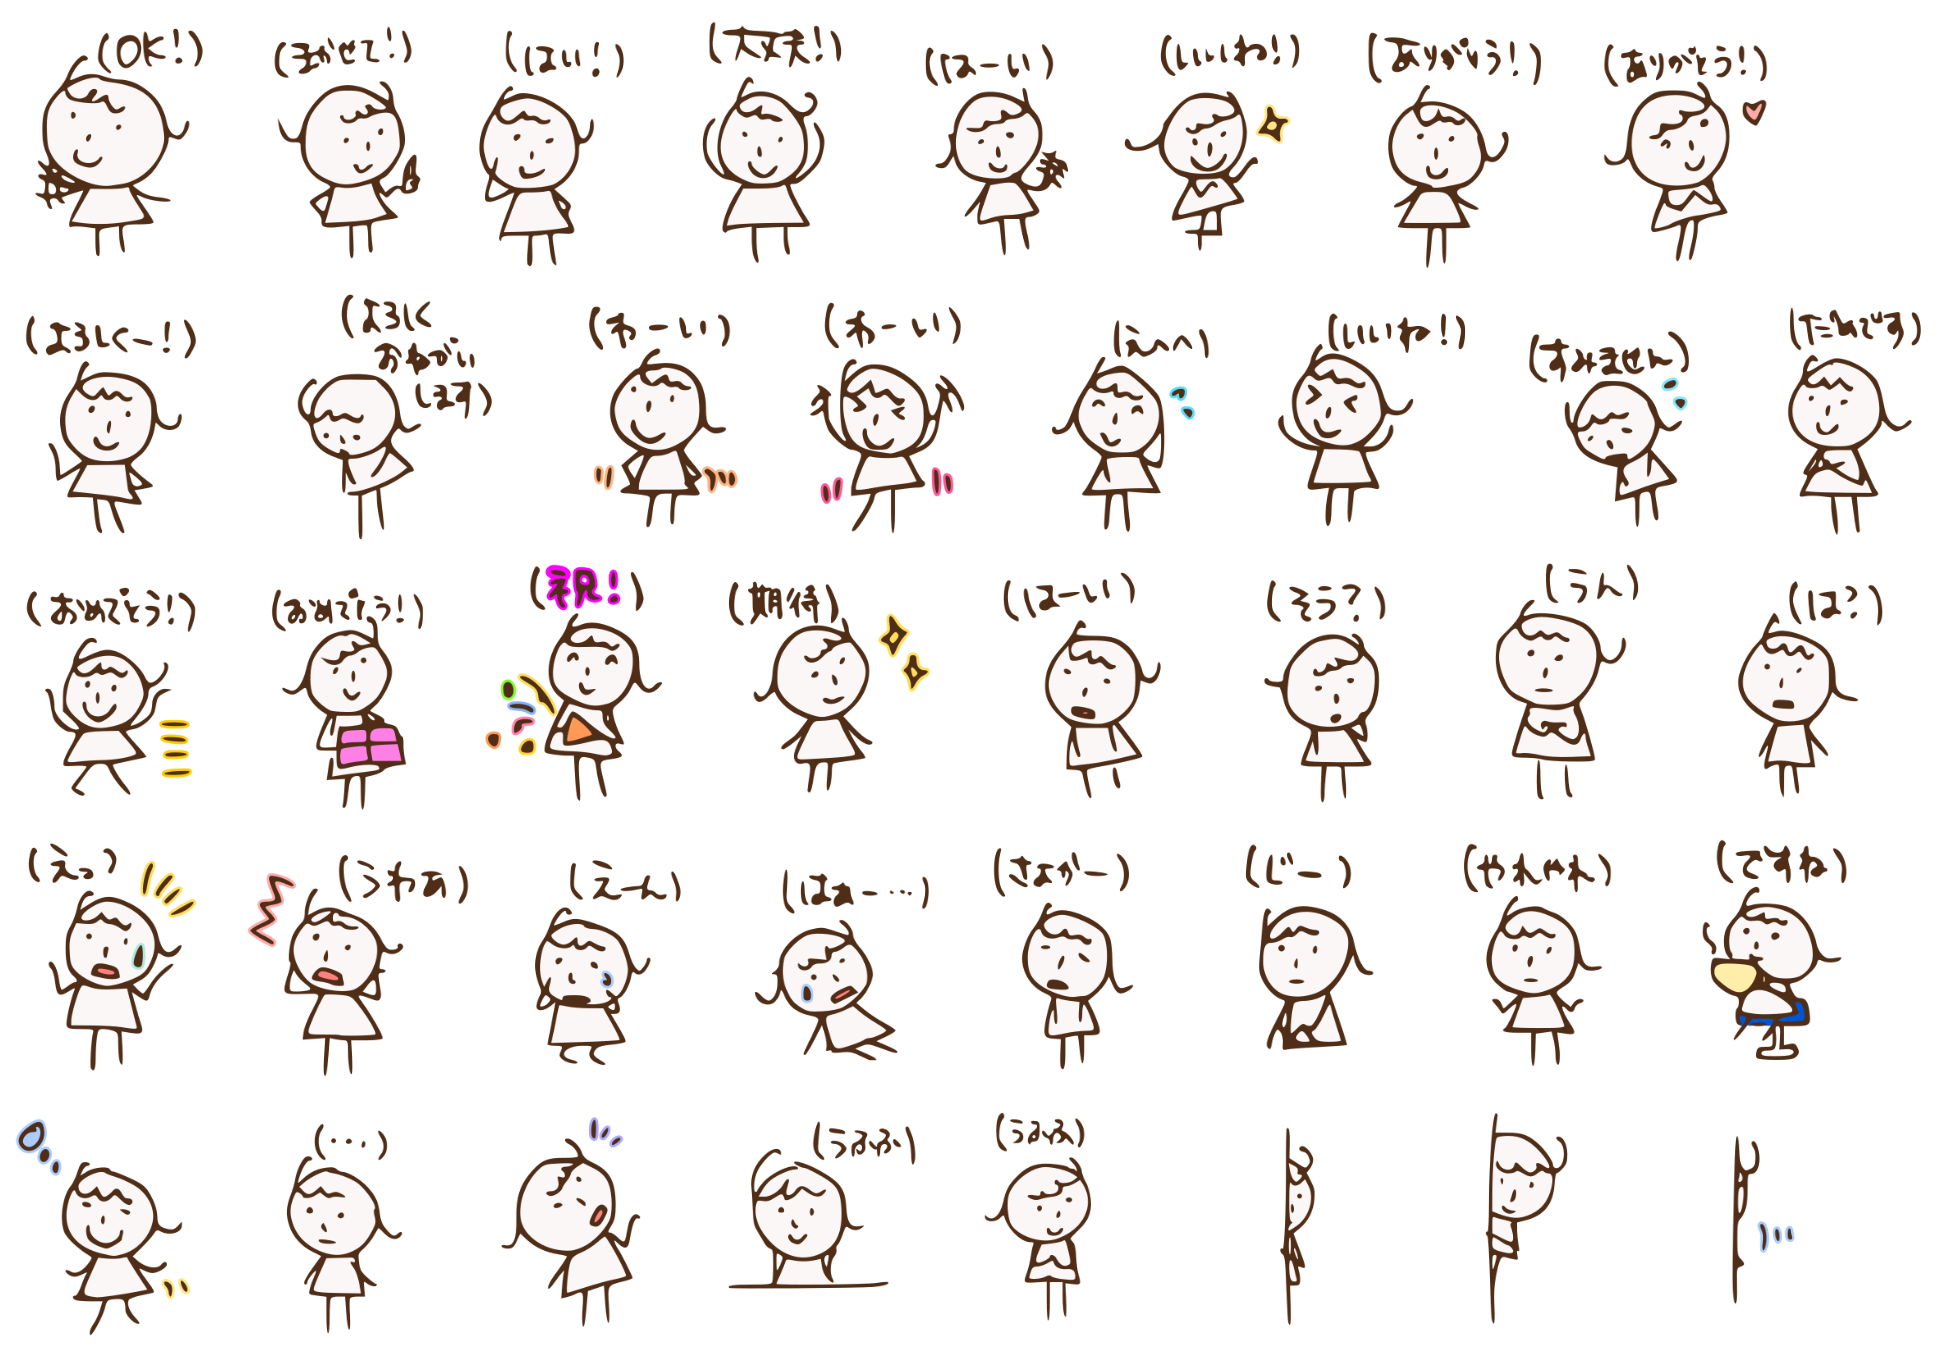 (OK!)
(まかせて!)
(はい!)
(大丈夫!)
(はーい)
(いいね!)
(ありがとう!)
(ありがとう!)
(よろしくー!)
(よろしく
おねがい
します)
(わーい)
(わーい)
(えへへ)
(いいね!)
(すみません)
(だめです)
(おめでとう!)
(おめでとう!)
(祝!)
(期待)
(はーい)
(そう?)
(うん)
(は?)
(えっ)
(うわあ)
(えーん)
(はぁー…)
(さよかー)
(じー)
(やれやれ)
(ですね)
(...)
(うふふ)
(うふふ)